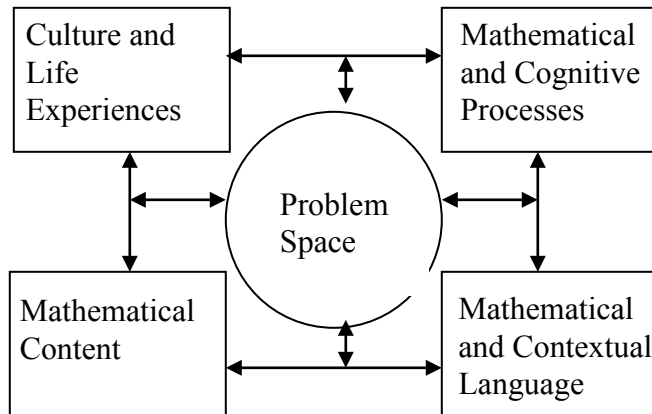 Culture and
Life
Experiences
Mathematical
and Cognitive
Processes
Problem
Space
Mathematical
Content
Mathematical
and Contextual
Language